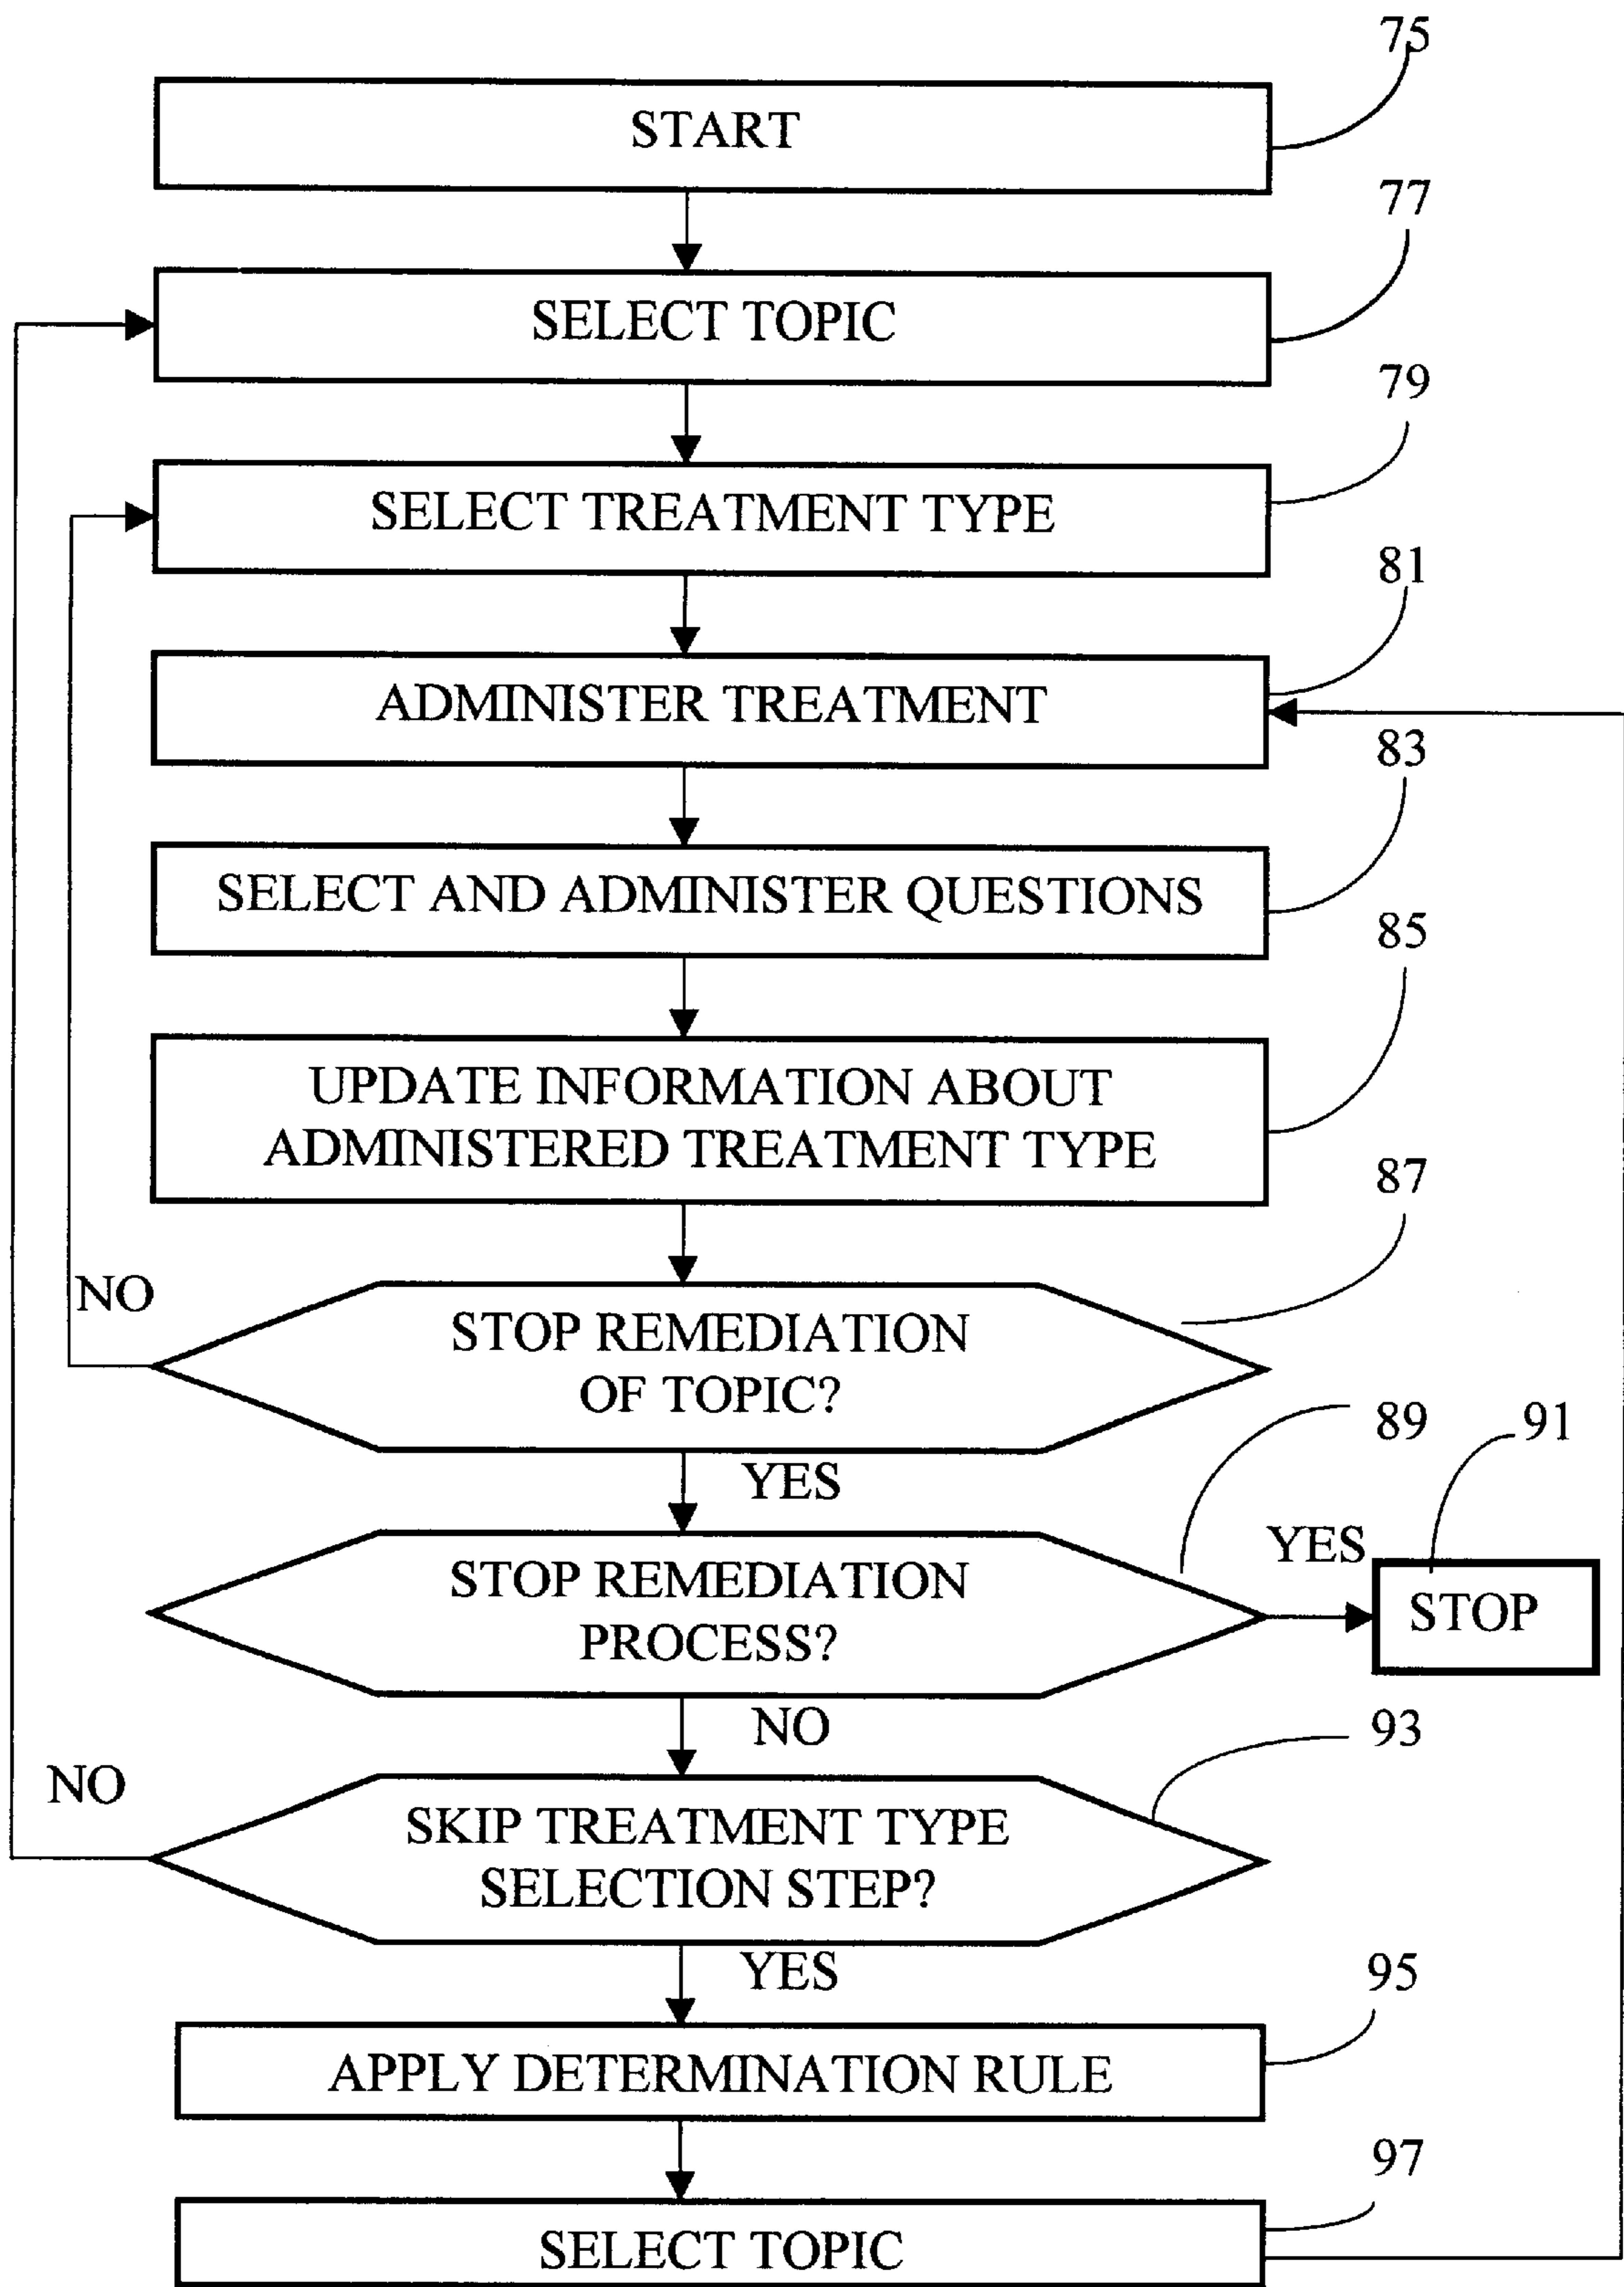 75
START
77
SELECT TOPIC
79
SELECT TREATMENT TYPE
81
ADMINISTER TREATMENT
83
SELECT AND ADMINISTER QUESTIONS
85
UPDATE INFORMATION ABOUT
ADMINISTERED TREATMENT TYPE
87
NO
STOP REMEDIATION
OF TOPIC?
89
91
YES
YES
STOP REMEDIATION
PROCESS?
STOP
NO
93
NO
SKIP TREATMENT TYPE
SELECTION STEP?
YES
95
APPLY DETERMINATION RULE
97
SELECT TOPIC